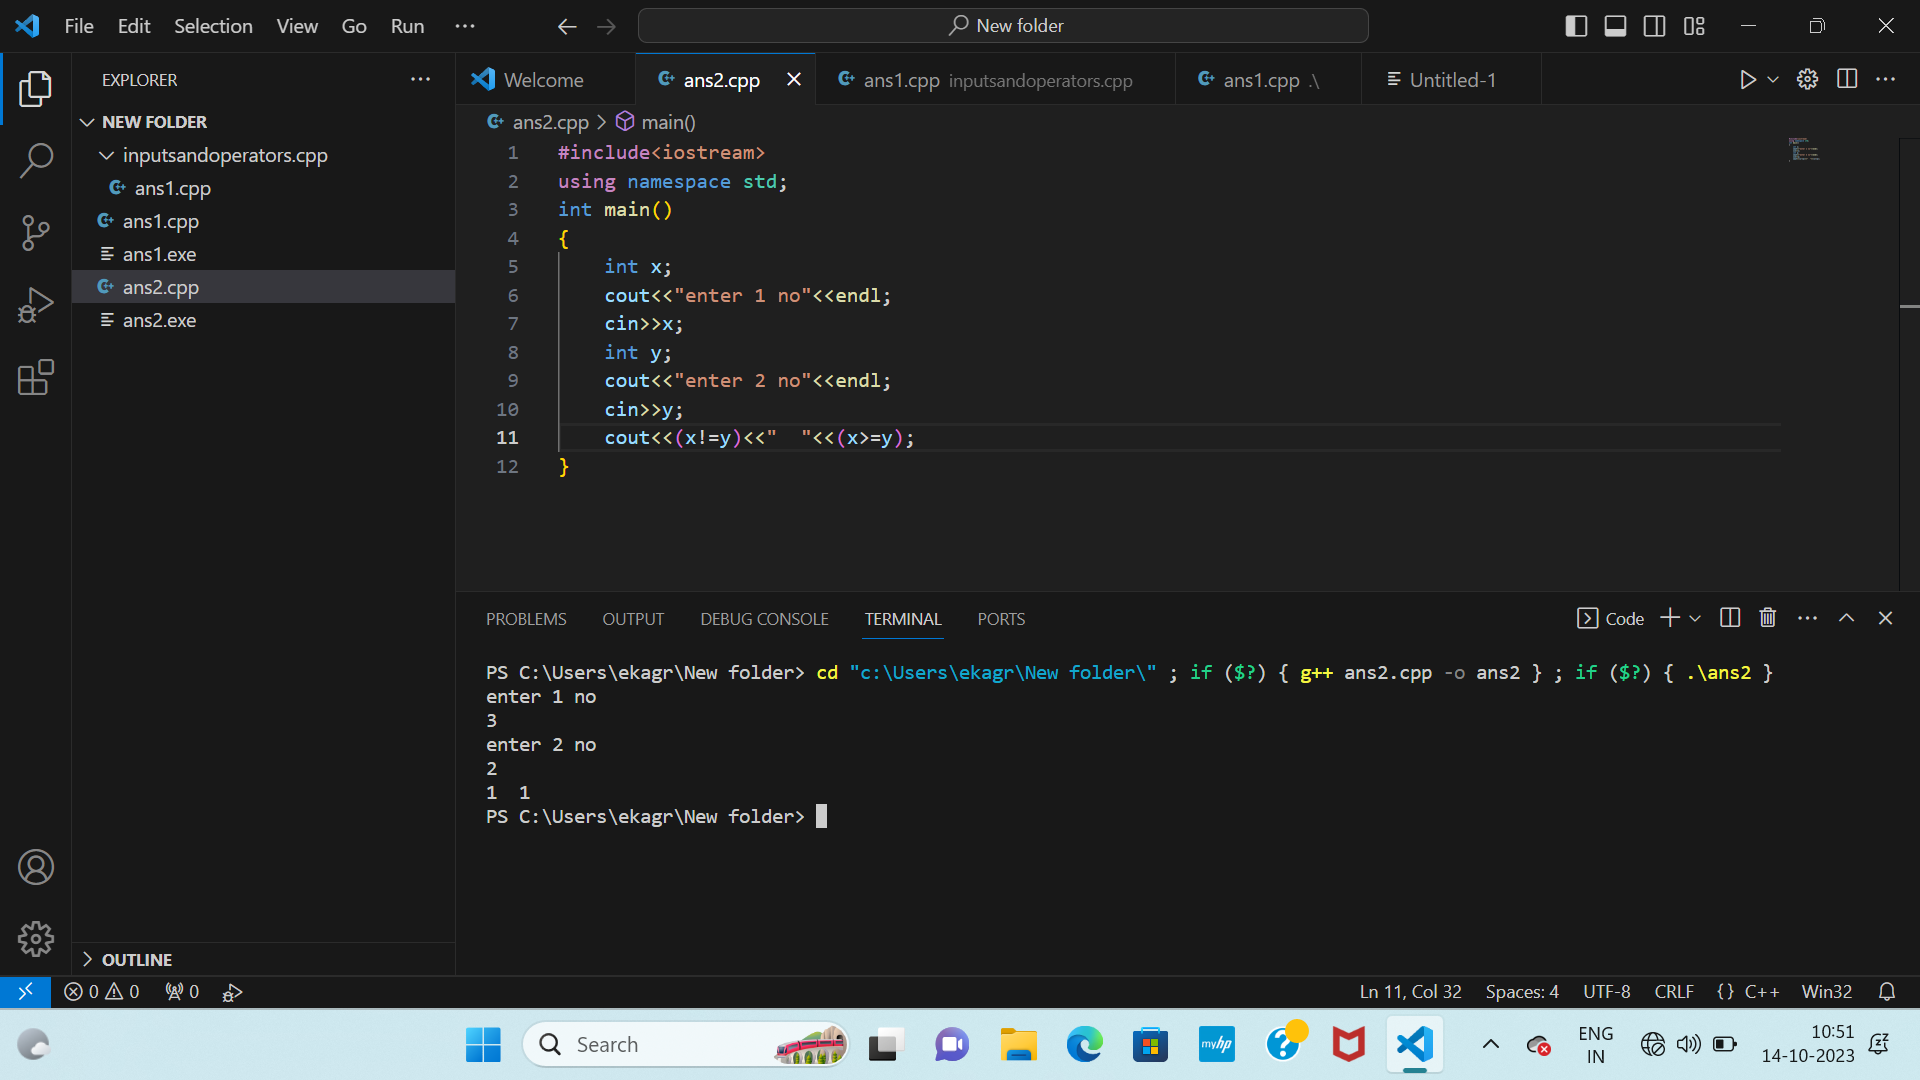 File Edit Selection View Go Run ···
New folder
EXPLORER
NEW FOLDER
inputsandoperators.cpp
ans1.cpp
ans1.cpp
ans1.exe
ans2.cpp
ans2.exe
OUTLINE
Welcome ans2.cpp ans1.cpp inputsandoperators.cpp ans1.cpp .\ Untitled-1
ans2.cpp > main()
1 #include<iostream>
2 using namespace std;
3 int main()
4 {
5 int x;
6 cout<<"enter 1 no"<<endl;
7 cin>>x;
8 int y;
9 cout<<"enter 2 no"<<endl;
10 cin>>y;
11 cout<<(x!=y)<<"  "<<(x>=y);
12 }
PROBLEMS OUTPUT DEBUG CONSOLE TERMINAL PORTS
Code
PS C:\Users\ekagr\New folder> cd "c:\Users\ekagr\New folder\" ; if ($?) { g++ ans2.cpp -o ans2 } ; if ($?) { .\ans2 }
enter 1 no
3
enter 2 no
2
1  1
PS C:\Users\ekagr\New folder>
0 0 0
Ln 11, Col 32 Spaces: 4 UTF-8 CRLF {} C++ Win32
Search
myhp
ENG
IN
10:51
14-10-2023